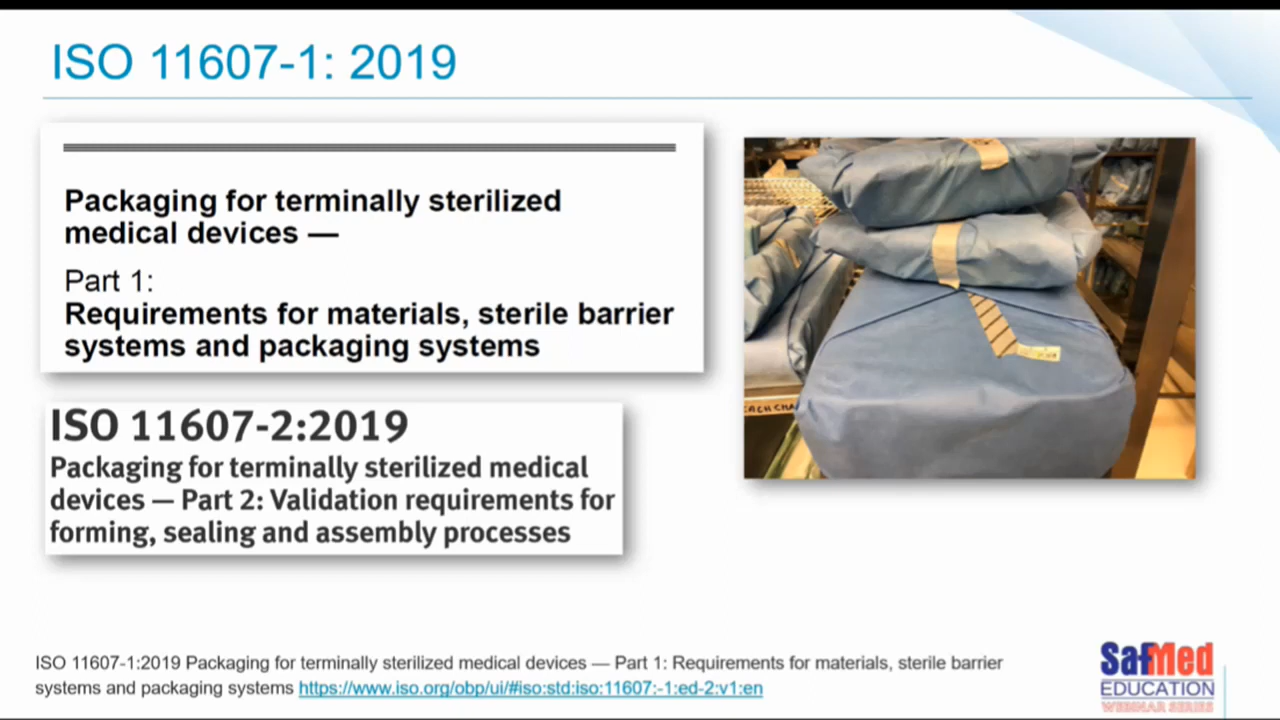 ISO 11607-1: 2019
Packaging for terminally sterilized
medical devices —
Part 1:
Requirements for materials, sterile barrier
systems and packaging systems
ISO 11607-2:2019
Packaging for terminally sterilized medical
devices — Part 2: Validation requirements for
forming, sealing and assembly processes
ISO 11607-1:2019 Packaging for terminally sterilized medical devices — Part 1: Requirements for materials, sterile barrier
systems and packaging systems https://www.iso.org/obp/ui/#iso:std:iso:11607:-1:ed-2:v1:en
SafMed
EDUCATION
WEBINAR SERIES